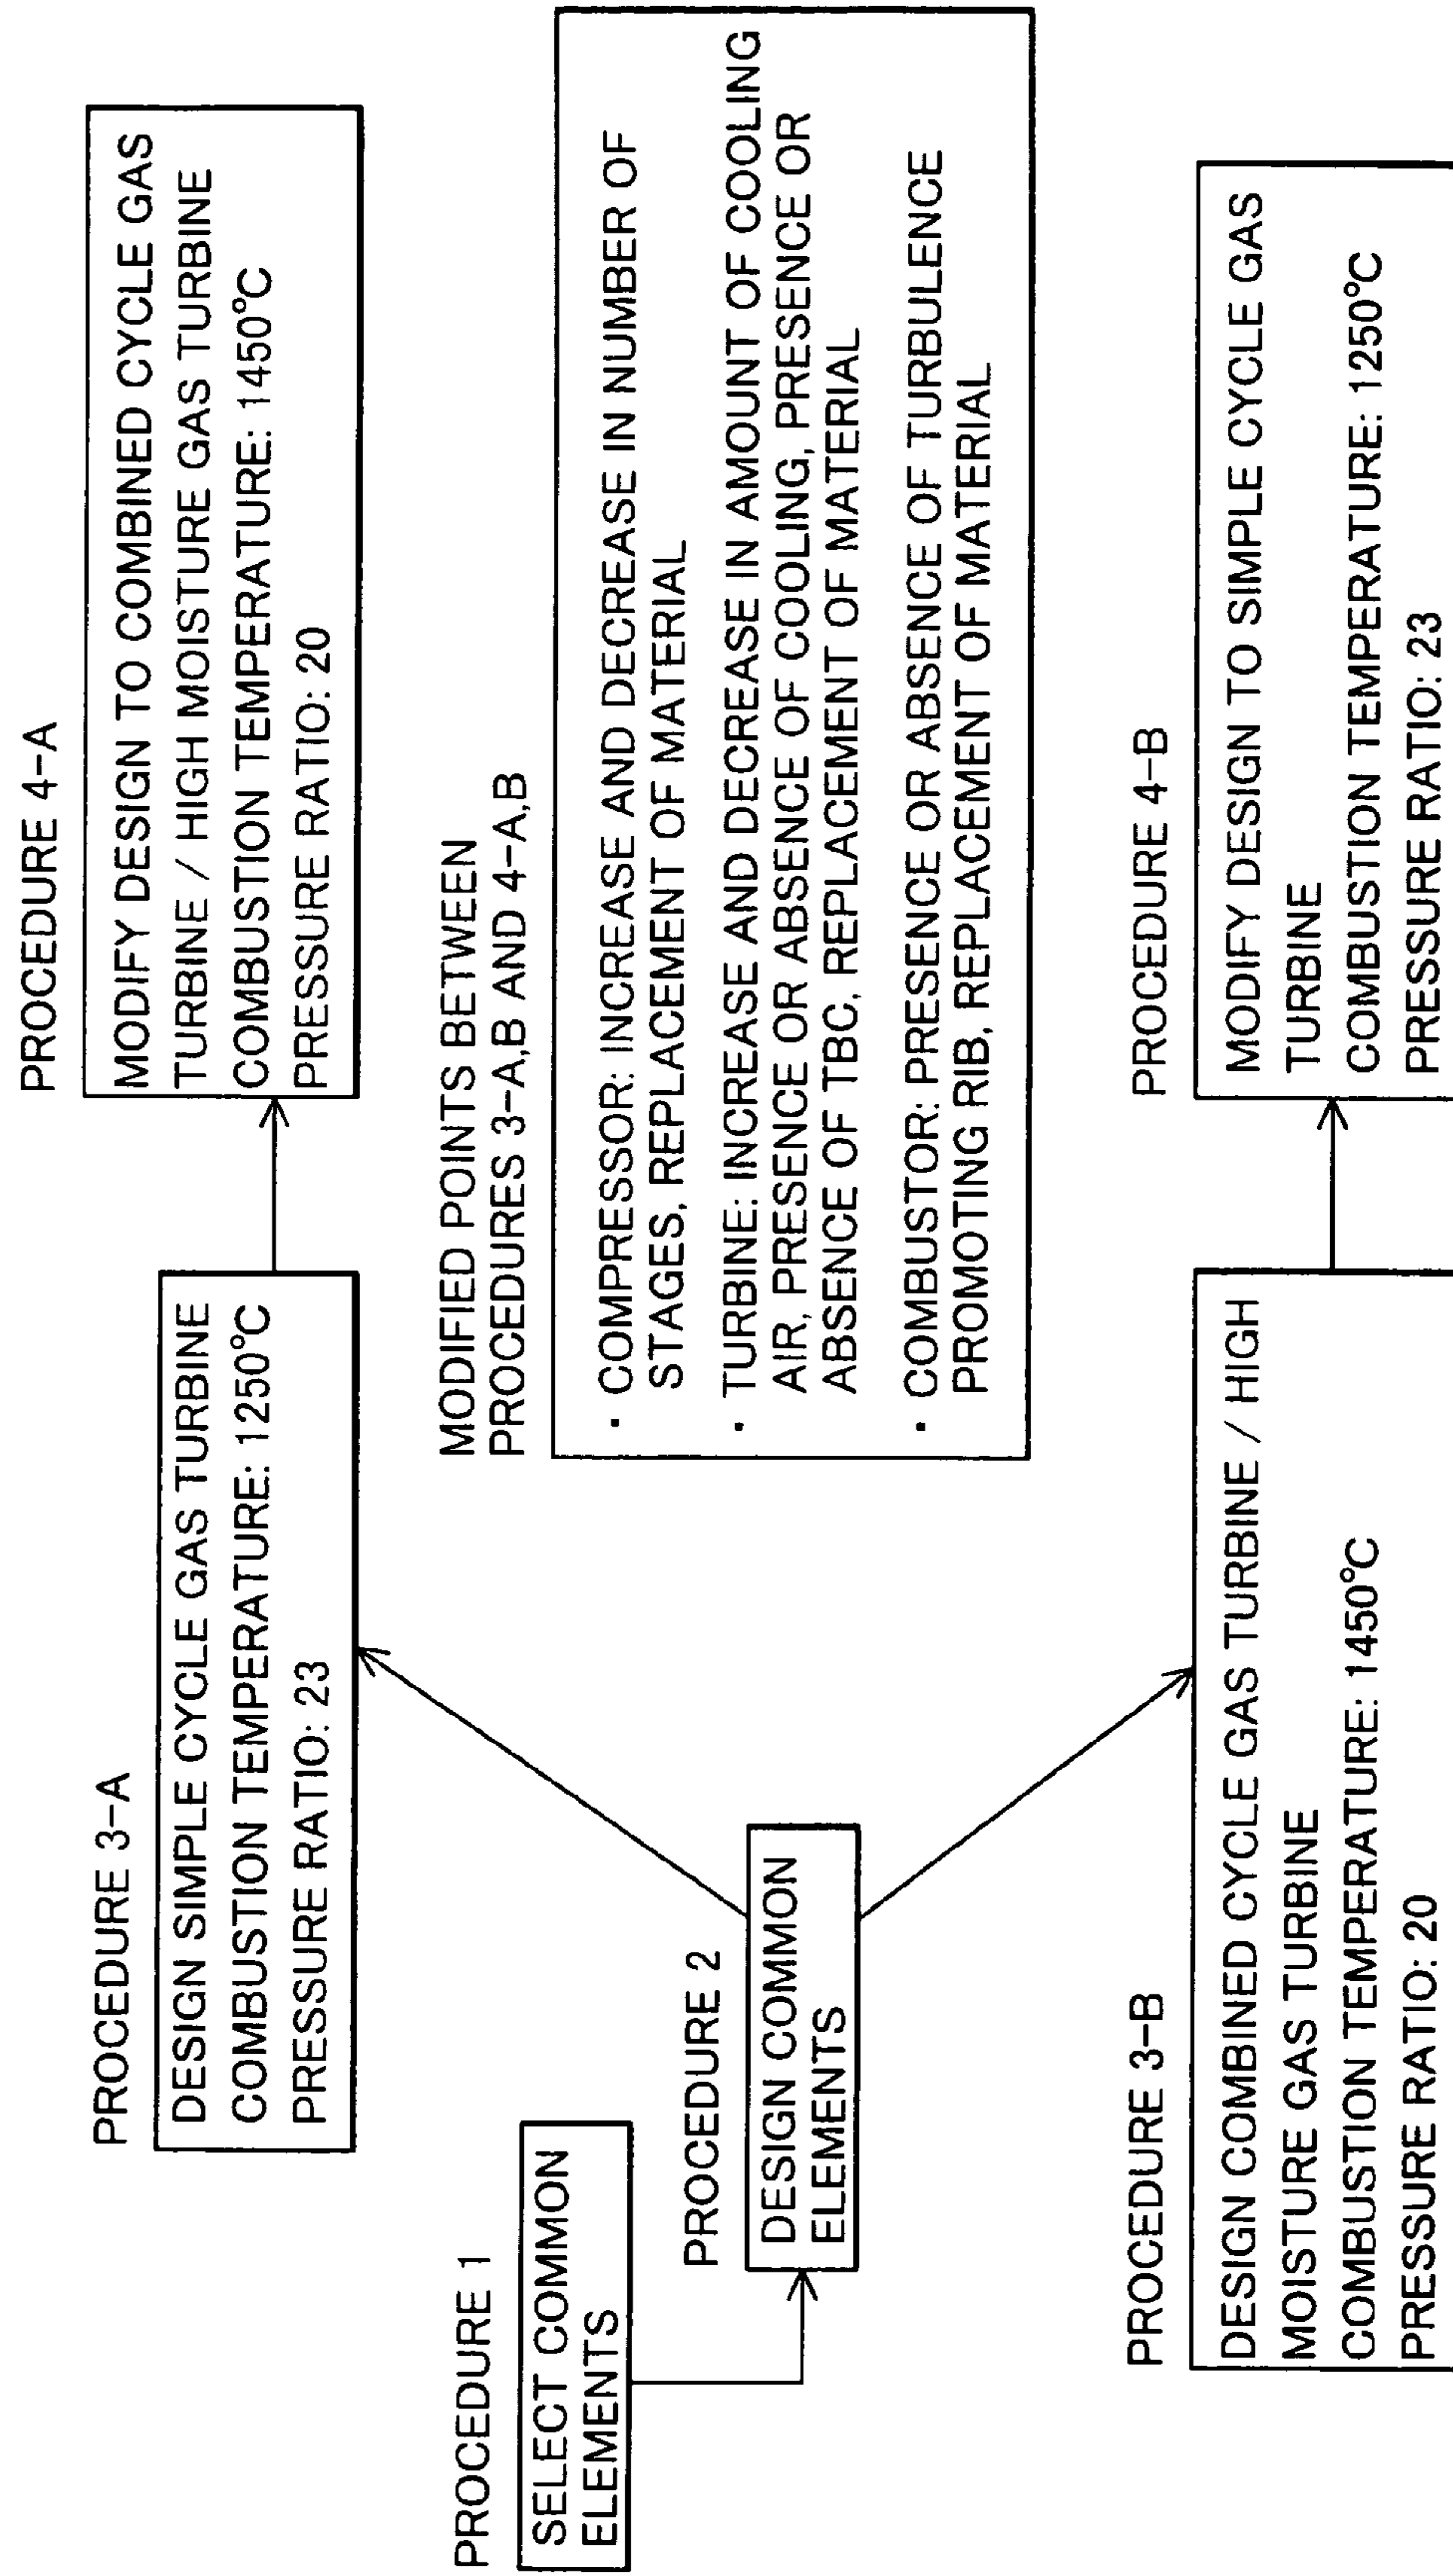 PROCEDURE 1
SELECT COMMON
ELEMENTS
PROCEDURE 2
DESIGN COMMON
ELEMENTS
PROCEDURE 3-A
DESIGN SIMPLE CYCLE GAS TURBINE
COMBUSTION TEMPERATURE: 1250°C
PRESSURE RATIO: 23
PROCEDURE 4-A
MODIFY DESIGN TO COMBINED CYCLE GAS
TURBINE / HIGH MOISTURE GAS TURBINE
COMBUSTION TEMPERATURE: 1450°C
PRESSURE RATIO: 20
MODIFIED POINTS BETWEEN
PROCEDURES 3-A,B AND 4-A,B
· COMPRESSOR: INCREASE AND DECREASE IN NUMBER OF
STAGES, REPLACEMENT OF MATERIAL
· TURBINE: INCREASE AND DECREASE IN AMOUNT OF COOLING
AIR, PRESENCE OR ABSENCE OF COOLING, PRESENCE OR
ABSENCE OF TBC, REPLACEMENT OF MATERIAL
· COMBUSTOR: PRESENCE OR ABSENCE OF TURBULENCE
PROMOTING RIB, REPLACEMENT OF MATERIAL
PROCEDURE 3-B
DESIGN COMBINED CYCLE GAS TURBINE / HIGH
MOISTURE GAS TURBINE
COMBUSTION TEMPERATURE: 1450°C
PRESSURE RATIO: 20
PROCEDURE 4-B
MODIFY DESIGN TO SIMPLE CYCLE GAS
TURBINE
COMBUSTION TEMPERATURE: 1250°C
PRESSURE RATIO: 23